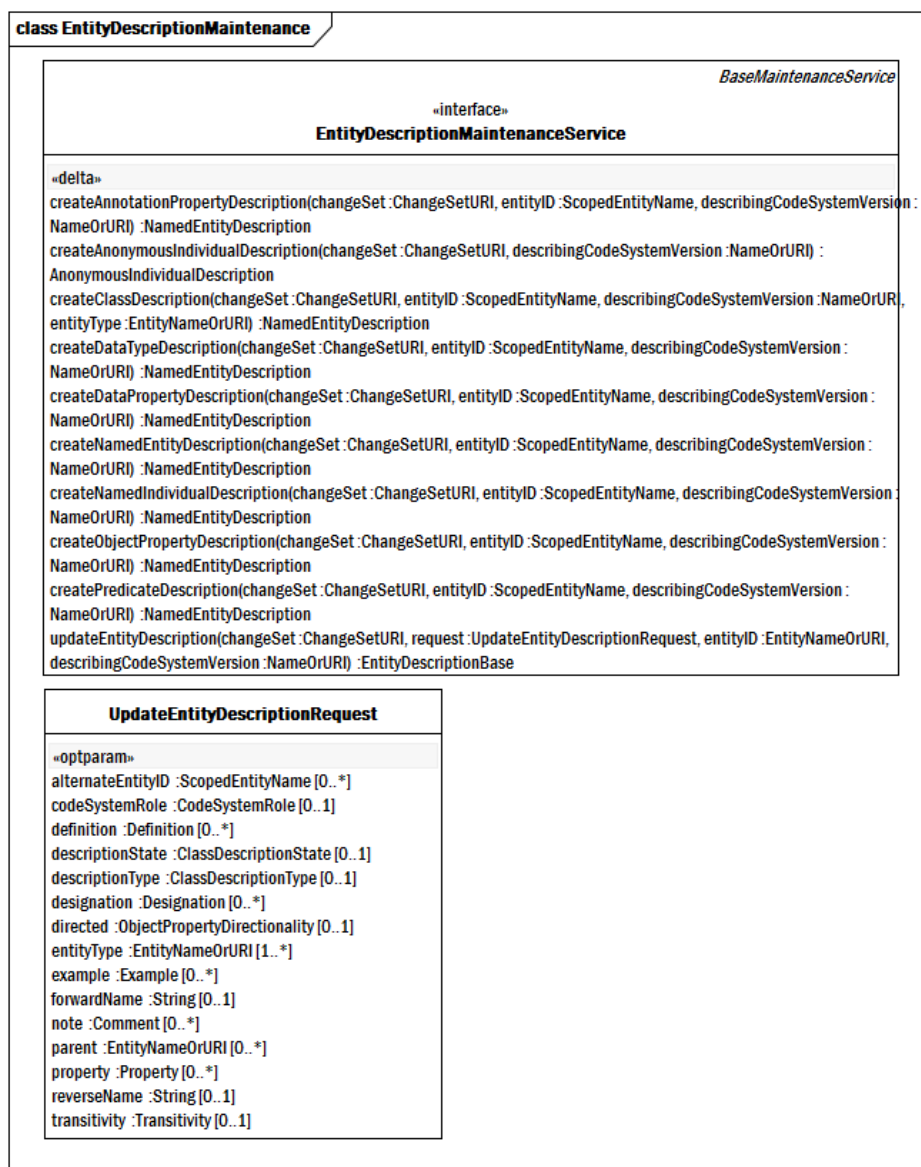 class EntityDescriptionMaintenance
BaseMaintenanceService
«interface»
EntityDescriptionMaintenanceService
«delta»
createAnnotationPropertyDescription(changeSet :ChangeSetURI, entityID :ScopedEntityName, describingCodeSystemVersion :
NameOrURI) :NamedEntityDescription
createAnonymousIndividualDescription(changeSet :ChangeSetURI, describingCodeSystemVersion :NameOrURI) :
AnonymousIndividualDescription
createClassDescription(changeSet :ChangeSetURI, entityID :ScopedEntityName, describingCodeSystemVersion :NameOrURI,
entityType :EntityNameOrURI) :NamedEntityDescription
createDataTypeDescription(changeSet :ChangeSetURI, entityID :ScopedEntityName, describingCodeSystemVersion :
NameOrURI) :NamedEntityDescription
createDataPropertyDescription(changeSet :ChangeSetURI, entityID :ScopedEntityName, describingCodeSystemVersion :
NameOrURI) :NamedEntityDescription
createNamedEntityDescription(changeSet :ChangeSetURI, entityID :ScopedEntityName, describingCodeSystemVersion :
NameOrURI) :NamedEntityDescription
createNamedIndividualDescription(changeSet :ChangeSetURI, entityID :ScopedEntityName, describingCodeSystemVersion :
NameOrURI) :NamedEntityDescription
createObjectPropertyDescription(changeSet :ChangeSetURI, entityID :ScopedEntityName, describingCodeSystemVersion :
NameOrURI) :NamedEntityDescription
createPredicateDescription(changeSet :ChangeSetURI, entityID :ScopedEntityName, describingCodeSystemVersion :
NameOrURI) :NamedEntityDescription
updateEntityDescription(changeSet :ChangeSetURI, request :UpdateEntityDescriptionRequest, entityID :EntityNameOrURI,
describingCodeSystemVersion :NameOrURI) :EntityDescriptionBase
UpdateEntityDescriptionRequest
«optparam»
alternateEntityID :ScopedEntityName [0..*]
codeSystemRole :CodeSystemRole [0..1]
definition :Definition [0..*]
descriptionState :ClassDescriptionState [0..1]
descriptionType :ClassDescriptionType [0..1]
designation :Designation [0..*]
directed :ObjectPropertyDirectionality [0..1]
entityType :EntityNameOrURI [1..*]
example :Example [0..*]
forwardName :String [0..1]
note :Comment [0..*]
parent :EntityNameOrURI [0..*]
property :Property [0..*]
reverseName :String [0..1]
transitivity :Transitivity [0..1]